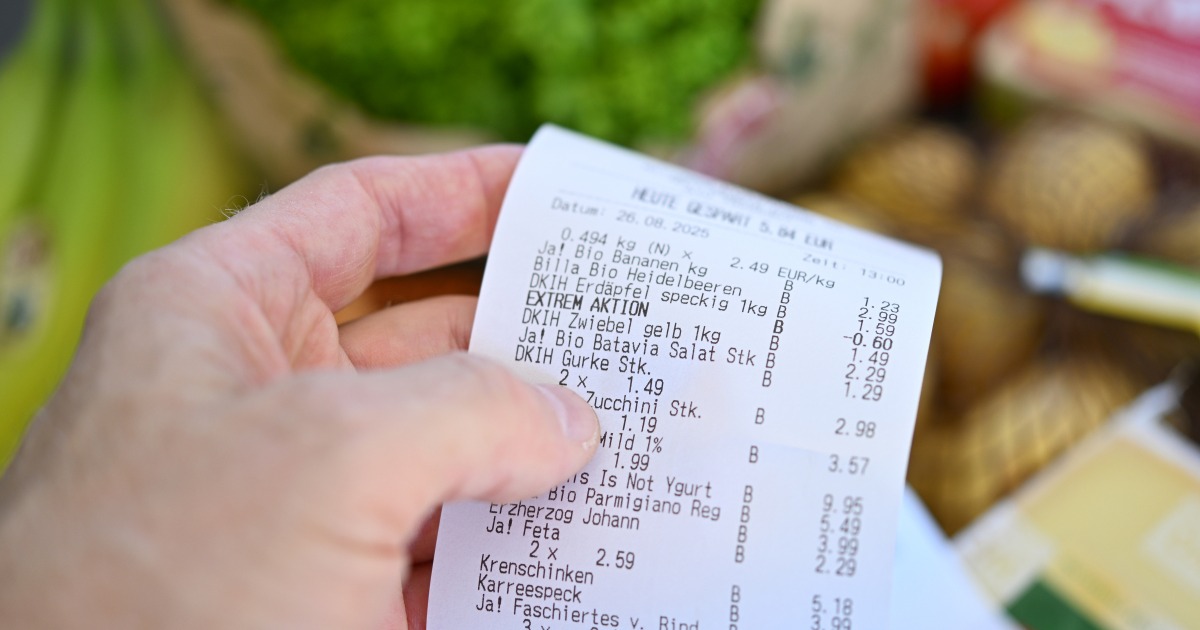 HEUTE GESPART 5.84 EUR
Datum: 26.08.2025 Zeit: 13:00
0.494 kg (N) x 2.49 EUR/kg
Ja! Bio Bananen kg B 1.23
Billa Bio Heidelbeeren B 2.99
DKIH Erdäpfel speckig 1kg B 1.59
EXTREM AKTION B -0.60
DKIH Zwiebel gelb 1kg B 1.49
Ja! Bio Batavia Salat Stk B 2.29
DKIH Gurke Stk. B 1.29
2 x 1.49
Zucchini Stk. B 2.98
1.19
Mild 1% B 3.57
1.99
Is Not Ygurt B 9.95
Bio Parmigiano Reg B 5.49
Erzherzog Johann B 3.99
Ja! Feta B 2.29
2 x 2.59
Krenschinken B 5.18
Karreespeck B 3.99
Ja! Faschiertes v. Rind B